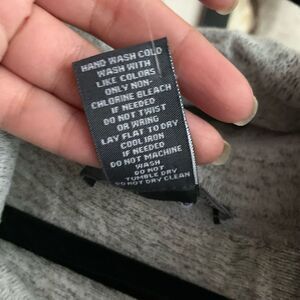 HAND WASH COLD
WASH WITH
LIKE COLORS
ONLY NON-
CHLORINE BLEACH
IF NEEDED
DO NOT TWIST
OR WRING
LAY FLAT TO DRY
COOL IRON
IF NEEDED
DO NOT MACHINE
WASH
DO NOT
TUMBLE DRY
DO NOT DRY CLEAN